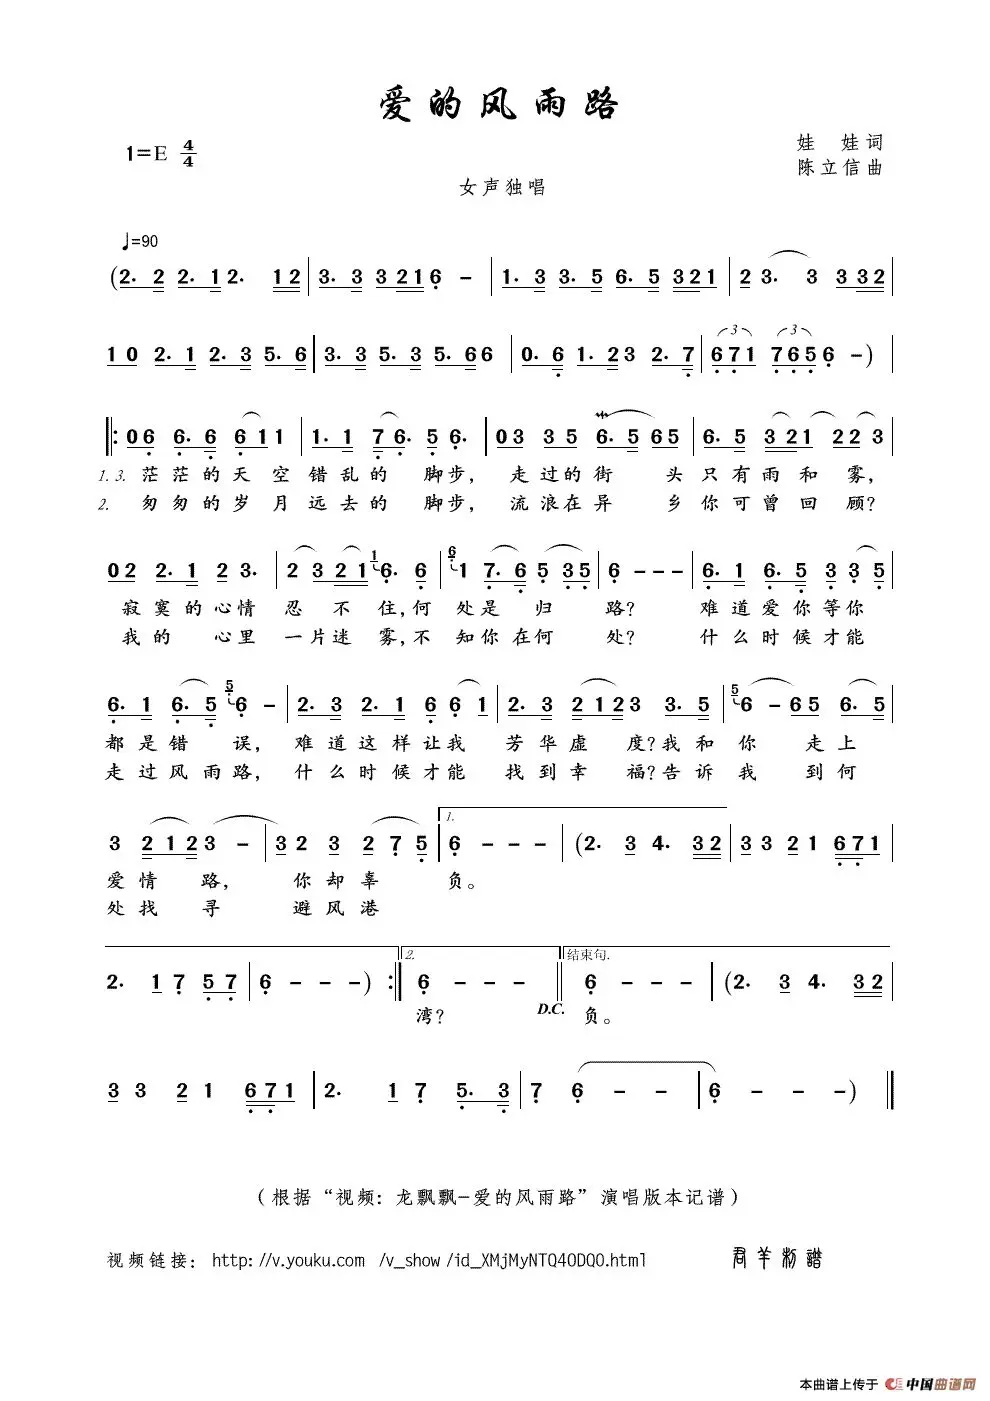 爱的风雨路
1=E 4/4
娃 娃词
陈立信曲
女声独唱
♩=90
(2. 2 2. 1 2. 1 2 | 3. 3 3 2 1 6 - | 1. 3 3. 5 6. 5 3 2 1 | 2 3. 3 3 3 2 |
1 0 2. 1 2. 3 5. 6 | 3. 3 5. 3 5. 6 6 | 0. 6 1. 2 3 2. 7 | 6 7 1 7 6 5 6 -) |
‖: 0 6 6. 6 6 1 1 | 1. 1 7 6. 5 6. | 0 3 3 5 6. 5 6 5 | 6. 5 3 2 1 2 2 3 |
1. 3. 茫茫的天 空错乱的 脚步, 走过的街 头只有雨和雾,
2. 匆匆的岁 月远去的 脚步, 流浪在异 乡你可曾回 顾?
0 2 2. 1 2 3. | 2 3 2 1 1 6. 6 | 6 1 7. 6 5 3 5 | 6 - - - | 6. 1 6. 5 3 3 5 |
寂寞的心情 忍 不 住,何 处是 归 路? 难道爱你等你
我的 心里 一片迷 雾,不 知你在何 处? 什么时候才能
6. 1 6. 5 5 6 - | 2. 3 2. 1 6 6 1 | 2. 3 2 1 2 3 3. 5 | 5 6 - 6 5 6. 5 |
都是错 误, 难道这样让我 芳华虚 度?我和你 走上
走过风雨路, 什么时候才能 找到幸 福?告诉我 到何
3 2 1 2 3 - | 3 2 3 2 7 5 | 1. 6 - - - | (2. 3 4. 3 2 | 3 3 2 1 6 7 1 |
爱情 路, 你却辜 负。
处找 寻 避风港
2. 1 7 5 7 | 6 - - -) :‖ 2. 6 - - - ‖ 结束句. 6 - - - | (2. 3 4. 3 2
湾? D.C. 负。
3 3 2 1 6 7 1 | 2. 1 7 5. 3 | 7 6 - - | 6 - - -) ‖
(根据“视频: 龙飘飘-爱的风雨路”演唱版本记谱)
视频链接: http://v.youku.com /v_show /id_XMjMyNTQ4ODQ0.html 君羊制谱
本曲谱上传于 中国曲谱网